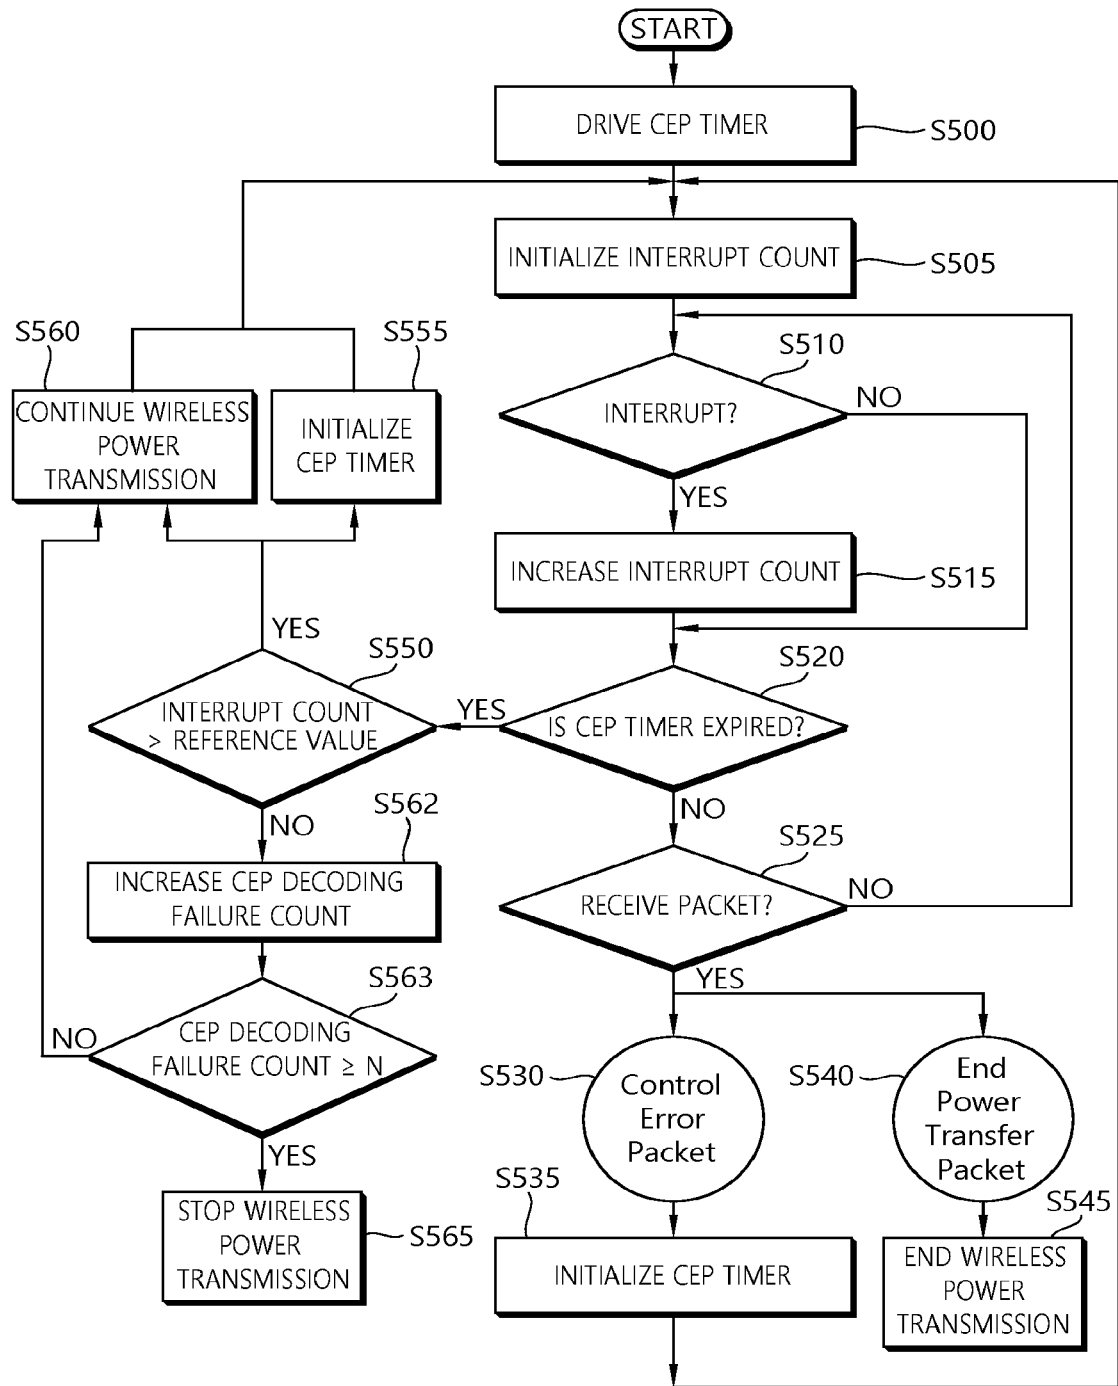 START
DRIVE CEP TIMER
S500
INITIALIZE INTERRUPT COUNT
S505
S560
S555
S510
CONTINUE WIRELESS
POWER
TRANSMISSION
INITIALIZE
CEP TIMER
INTERRUPT?
NO
YES
INCREASE INTERRUPT COUNT
S515
YES
S550
S520
INTERRUPT COUNT
> REFERENCE VALUE
YES
IS CEP TIMER EXPIRED?
NO
S562
NO
S525
INCREASE CEP DECODING
FAILURE COUNT
RECEIVE PACKET?
NO
S563
YES
NO
CEP DECODING
FAILURE COUNT ≥ N
S530
Control
Error
Packet
S540
End
Power
Transfer
Packet
YES
S535
S545
STOP WIRELESS
POWER
TRANSMISSION
S565
INITIALIZE CEP TIMER
END WIRELESS
POWER
TRANSMISSION